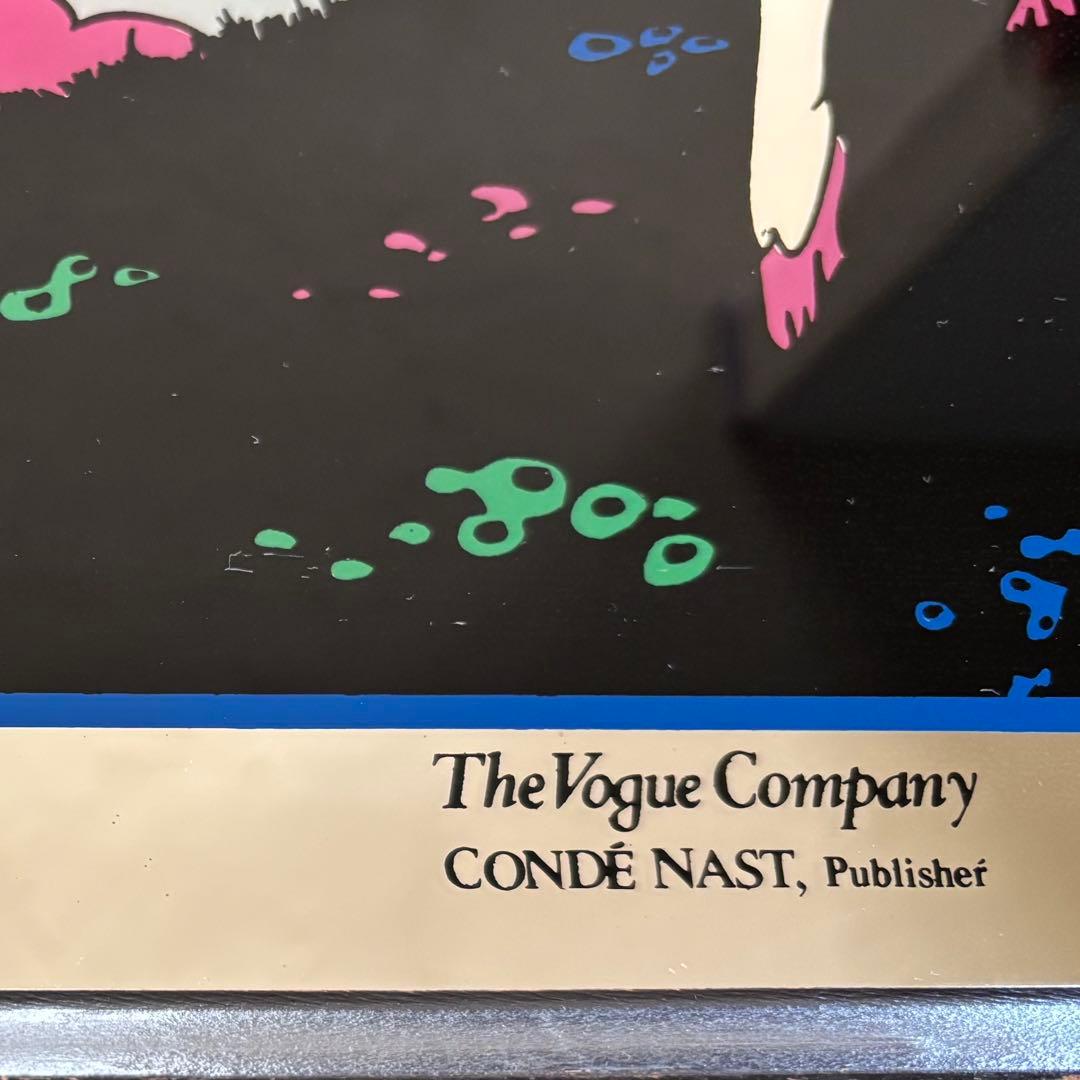 The Vogue Company
CONDÉ NAST, Publisher